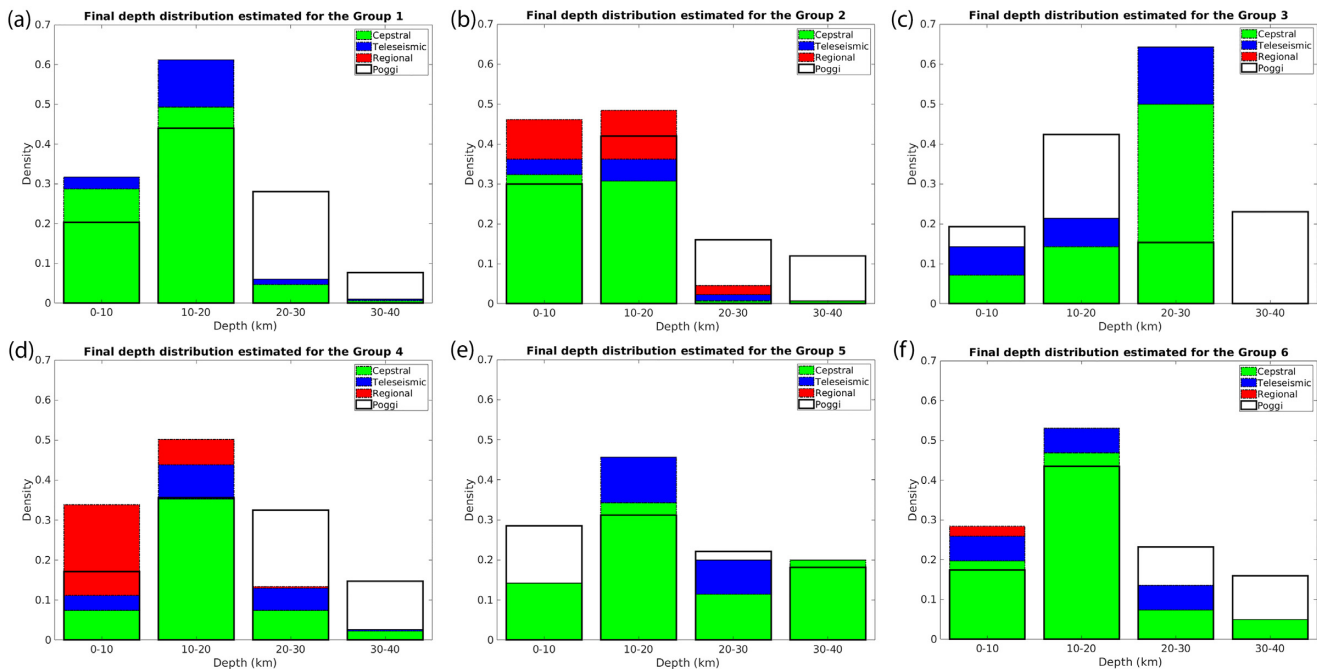 (a)
Final depth distribution estimated for the Group 1
0.7
0.6
0.5
0.4
0.3
0.2
0.1
0
Density
0-10 10-20 20-30 30-40
Depth (km)
Cepstral
Teleseismic
Regional
Poggi
(b)
Final depth distribution estimated for the Group 2
0.7
0.6
0.5
0.4
0.3
0.2
0.1
0
Density
0-10 10-20 20-30 30-40
Depth (km)
Cepstral
Teleseismic
Regional
Poggi
(c)
Final depth distribution estimated for the Group 3
0.7
0.6
0.5
0.4
0.3
0.2
0.1
0
Density
0-10 10-20 20-30 30-40
Depth (km)
Cepstral
Teleseismic
Regional
Poggi
(d)
Final depth distribution estimated for the Group 4
0.7
0.6
0.5
0.4
0.3
0.2
0.1
0
Density
0-10 10-20 20-30 30-40
Depth (km)
Cepstral
Teleseismic
Regional
Poggi
(e)
Final depth distribution estimated for the Group 5
0.7
0.6
0.5
0.4
0.3
0.2
0.1
0
Density
0-10 10-20 20-30 30-40
Depth (km)
Cepstral
Teleseismic
Regional
Poggi
(f)
Final depth distribution estimated for the Group 6
0.7
0.6
0.5
0.4
0.3
0.2
0.1
0
Density
0-10 10-20 20-30 30-40
Depth (km)
Cepstral
Teleseismic
Regional
Poggi